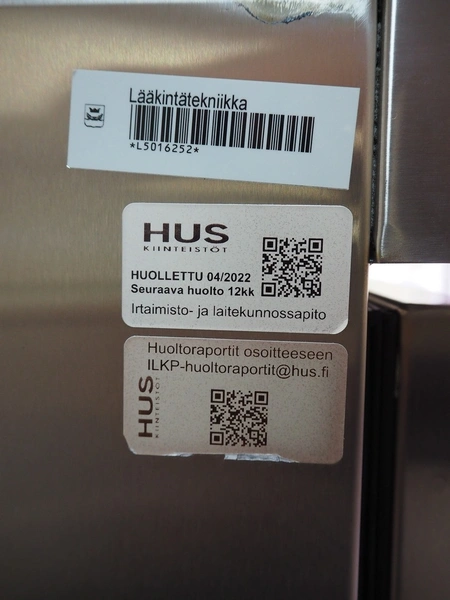 Lääkintätekniikka
*L5016252*
HUS
KIINTEISTÖT
HUOLLETTU 04/2022
Seuraava huolto 12kk
Irtaimisto- ja laitekunnossapito
Huoltoraportit osoitteeseen
ILKP-huoltoraportit@hus.fi
HUS
KIINTEISTÖT